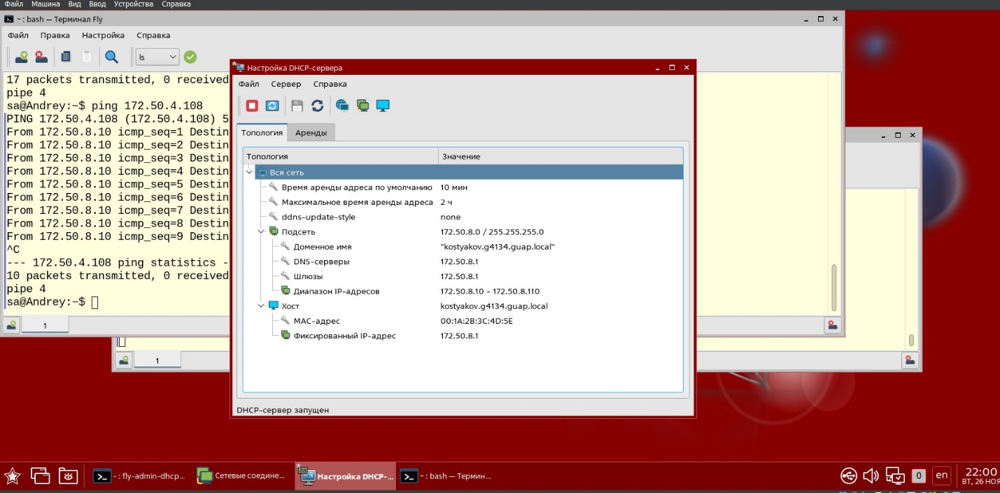 Файл Машина Вид Ввод Устройства Справка
~ : bash — Терминал Fly
Файл Правка Настройка Справка
ls
17 packets transmitted, 0 received
pipe 4
sa@Andrey:~$ ping 172.50.4.108
PING 172.50.4.108 (172.50.4.108) 5
From 172.50.8.10 icmp_seq=1 Destin
From 172.50.8.10 icmp_seq=2 Destin
From 172.50.8.10 icmp_seq=3 Destin
From 172.50.8.10 icmp_seq=4 Destin
From 172.50.8.10 icmp_seq=5 Destin
From 172.50.8.10 icmp_seq=6 Destin
From 172.50.8.10 icmp_seq=7 Destin
From 172.50.8.10 icmp_seq=8 Destin
From 172.50.8.10 icmp_seq=9 Destin
^C
--- 172.50.4.108 ping statistics -
10 packets transmitted, 0 received
pipe 4
sa@Andrey:~$
1
1
Настройка DHCP-сервера
Файл Сервер Справка
Топология Аренды
Топология Значение
Вся сеть
Время аренды адреса по умолчанию 10 мин
Максимальное время аренды адреса 2 ч
ddns-update-style none
Подсеть 172.50.8.0 / 255.255.255.0
Доменное имя "kostyakov.g4134.guap.local"
DNS-серверы 172.50.8.1
Шлюзы 172.50.8.1
Диапазон IP-адресов 172.50.8.10 - 172.50.8.110
Хост kostyakov.g4134.guap.local
MAC-адрес 00:1A:2B:3C:4D:5E
Фиксированный IP-адрес 172.50.8.1
DHCP-сервер запущен
~ : fly-admin-dhcp... Сетевые соедине... Настройка DHCP-... ~ : bash — Термин... 0 en 22:00
ВТ, 26 НОЯ